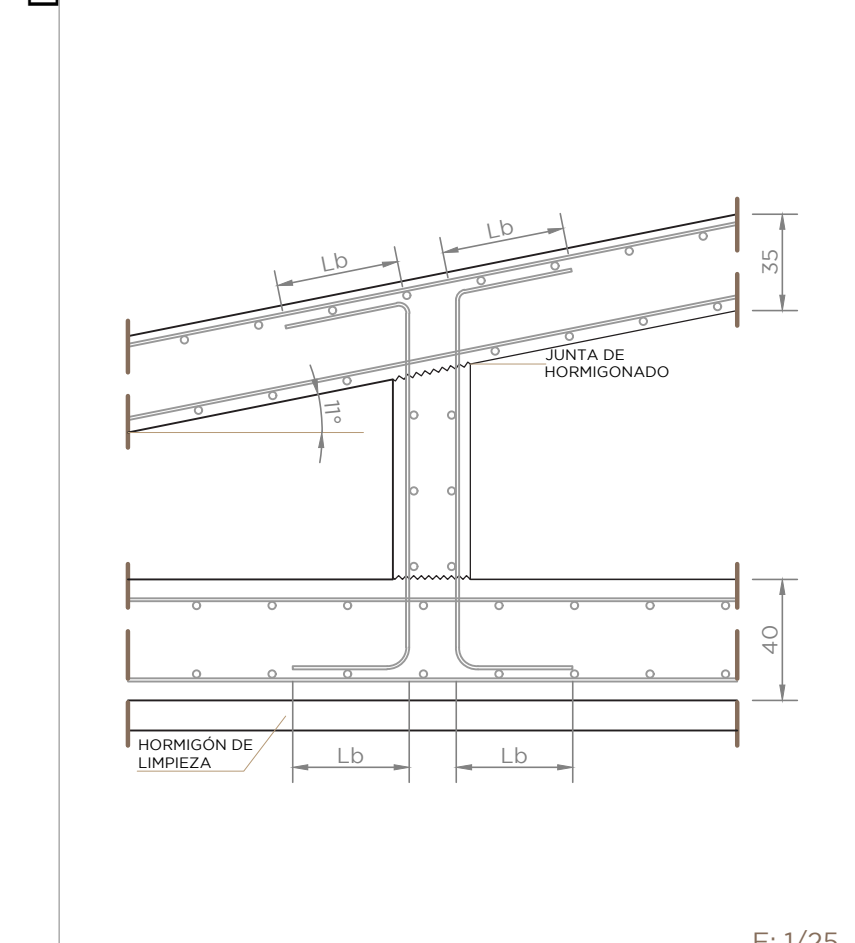 Lb
Lb
35
JUNTA DE
HORMIGONADO
11°
40
HORMIGÓN DE
LIMPIEZA
Lb
Lb
E: 1/25